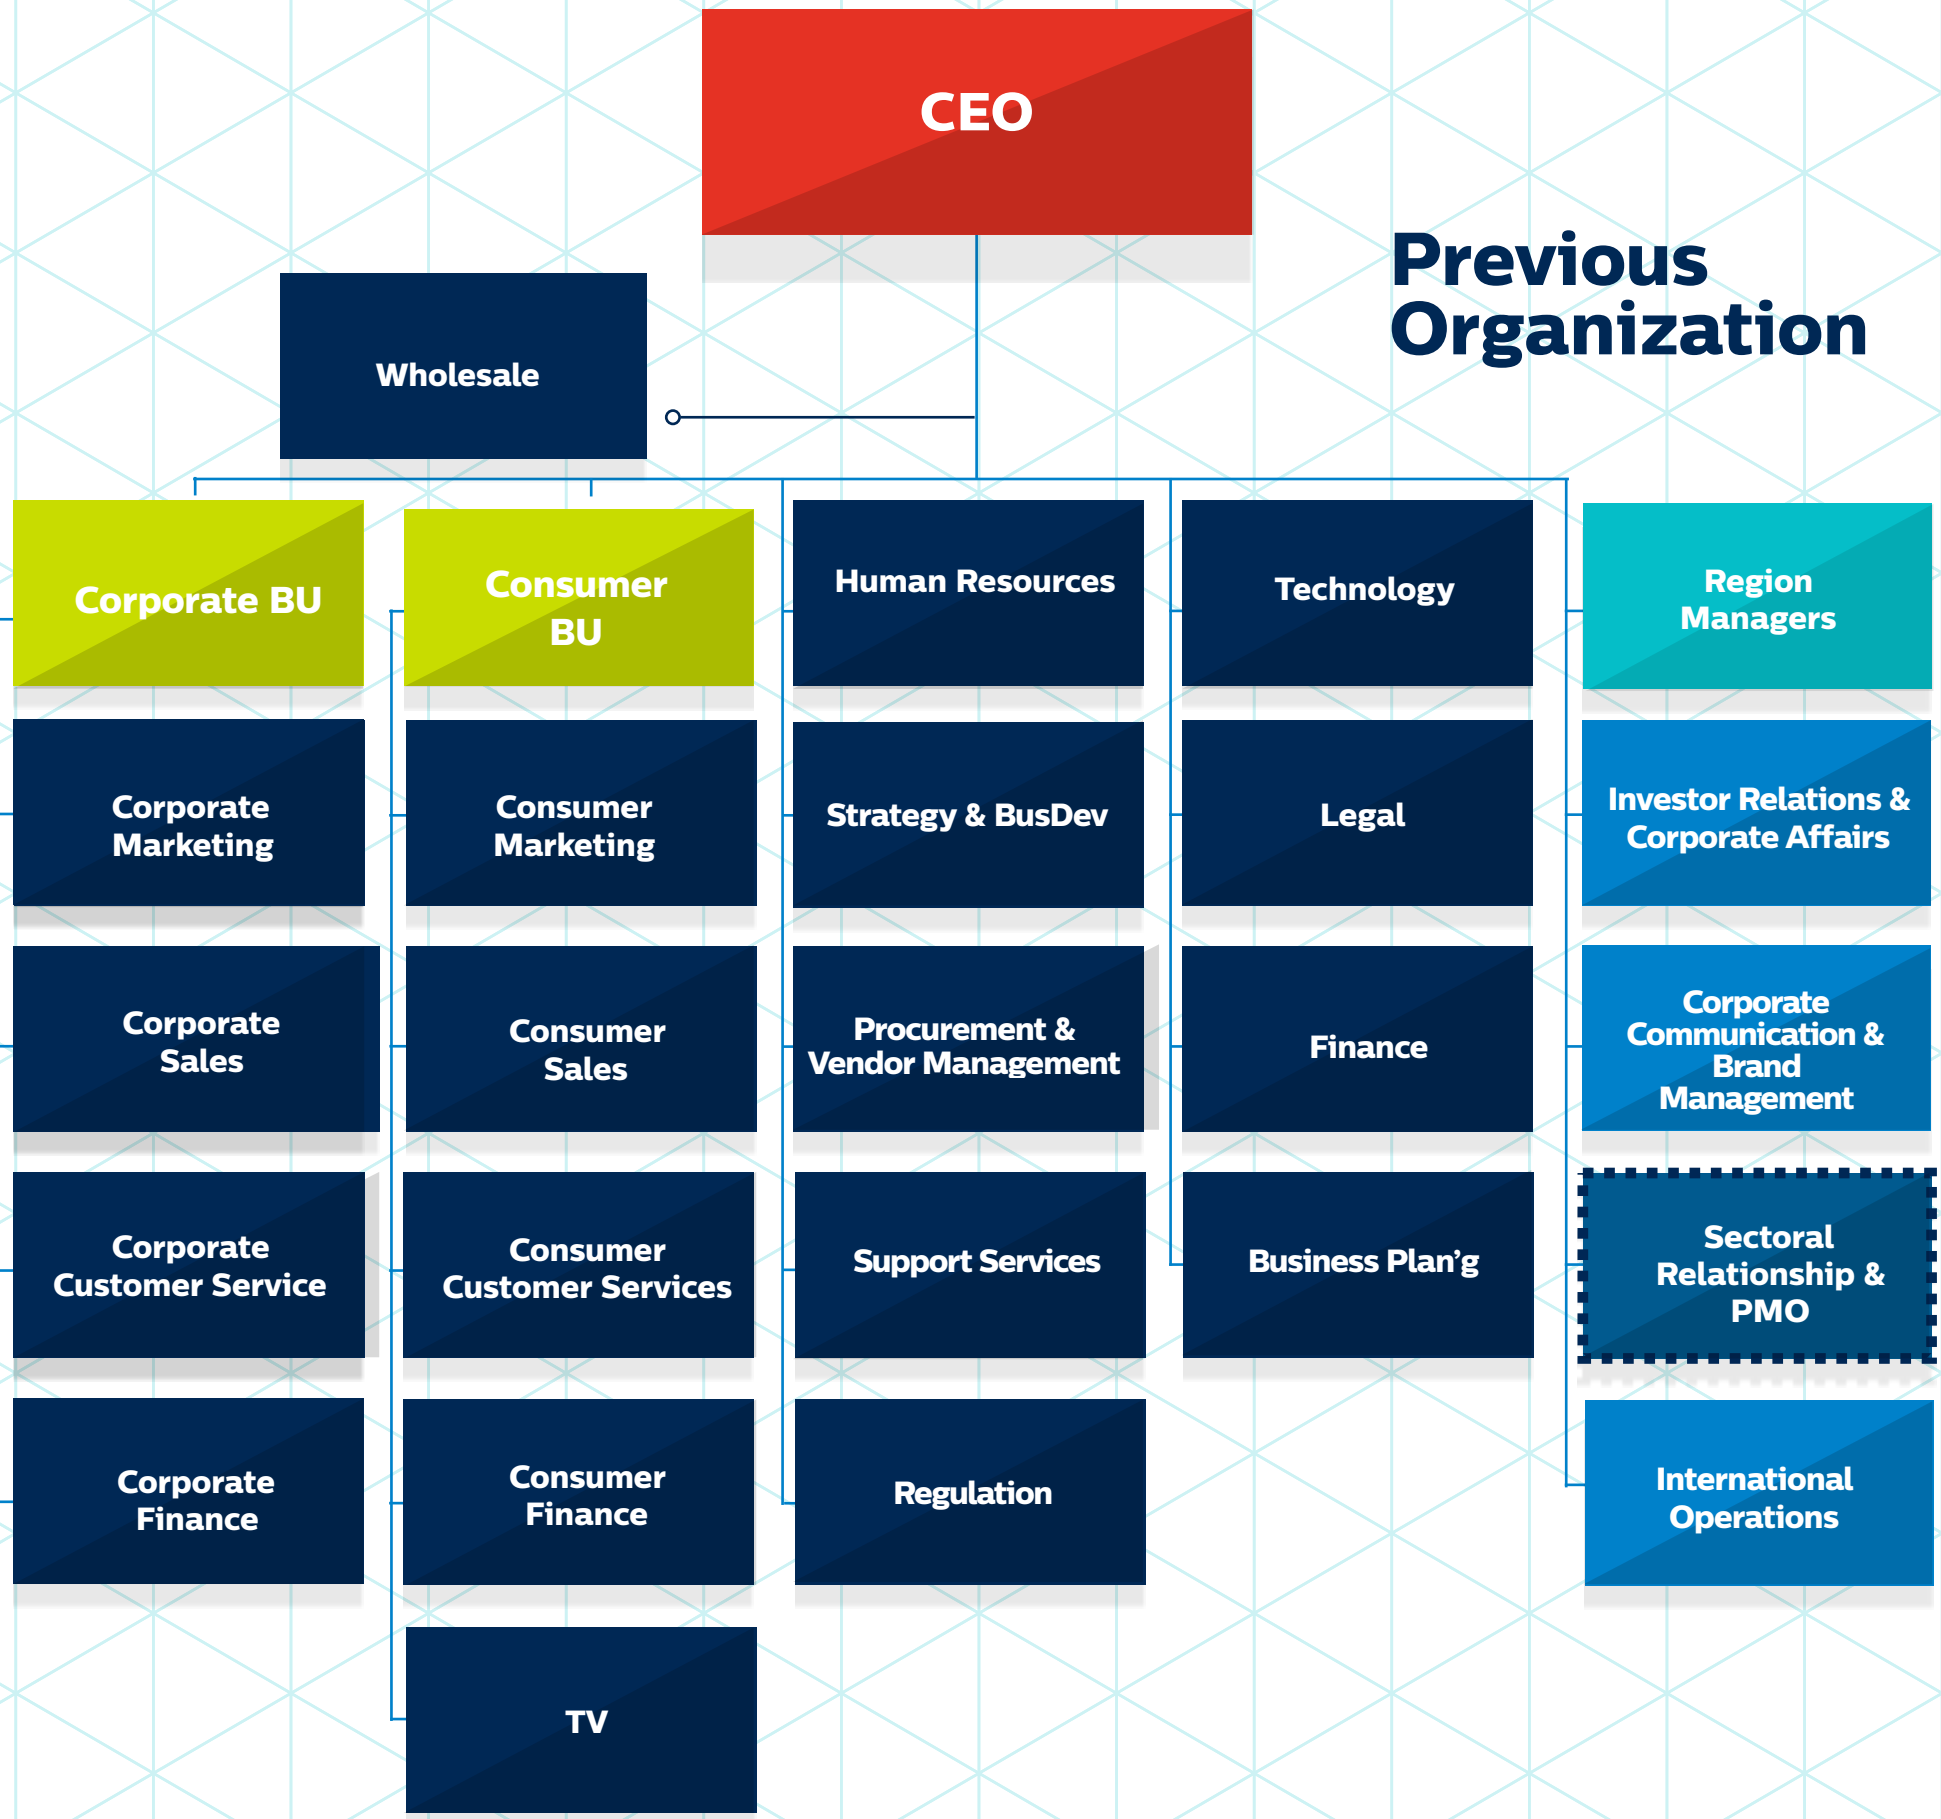 CEO
Previous
Organization
Wholesale
Corporate BU
Consumer
BU
Human Resources
Technology
Region
Managers
Corporate
Marketing
Consumer
Marketing
Strategy & BusDev
Legal
Investor Relations &
Corporate Affairs
Corporate
Sales
Consumer
Sales
Procurement &
Vendor Management
Finance
Corporate
Communication &
Brand
Management
Corporate
Customer Service
Consumer
Customer Services
Support Services
Business Plan’g
Sectoral
Relationship &
PMO
Corporate
Finance
Consumer
Finance
Regulation
International
Operations
TV